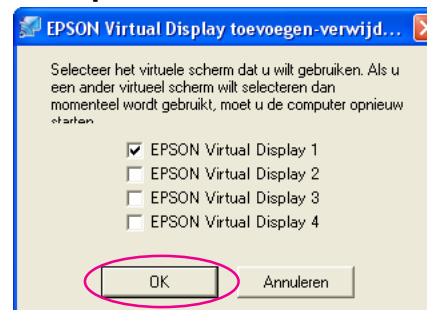 EPSON Virtual Display toevoegen-verwijd...
Selecteer het virtuele scherm dat u wilt gebruiken. Als u
een ander virtueel scherm wilt selecteren dan
momenteel wordt gebruikt, moet u de computer opnieuw
starten
EPSON Virtual Display 1
EPSON Virtual Display 2
EPSON Virtual Display 3
EPSON Virtual Display 4
OK Annuleren